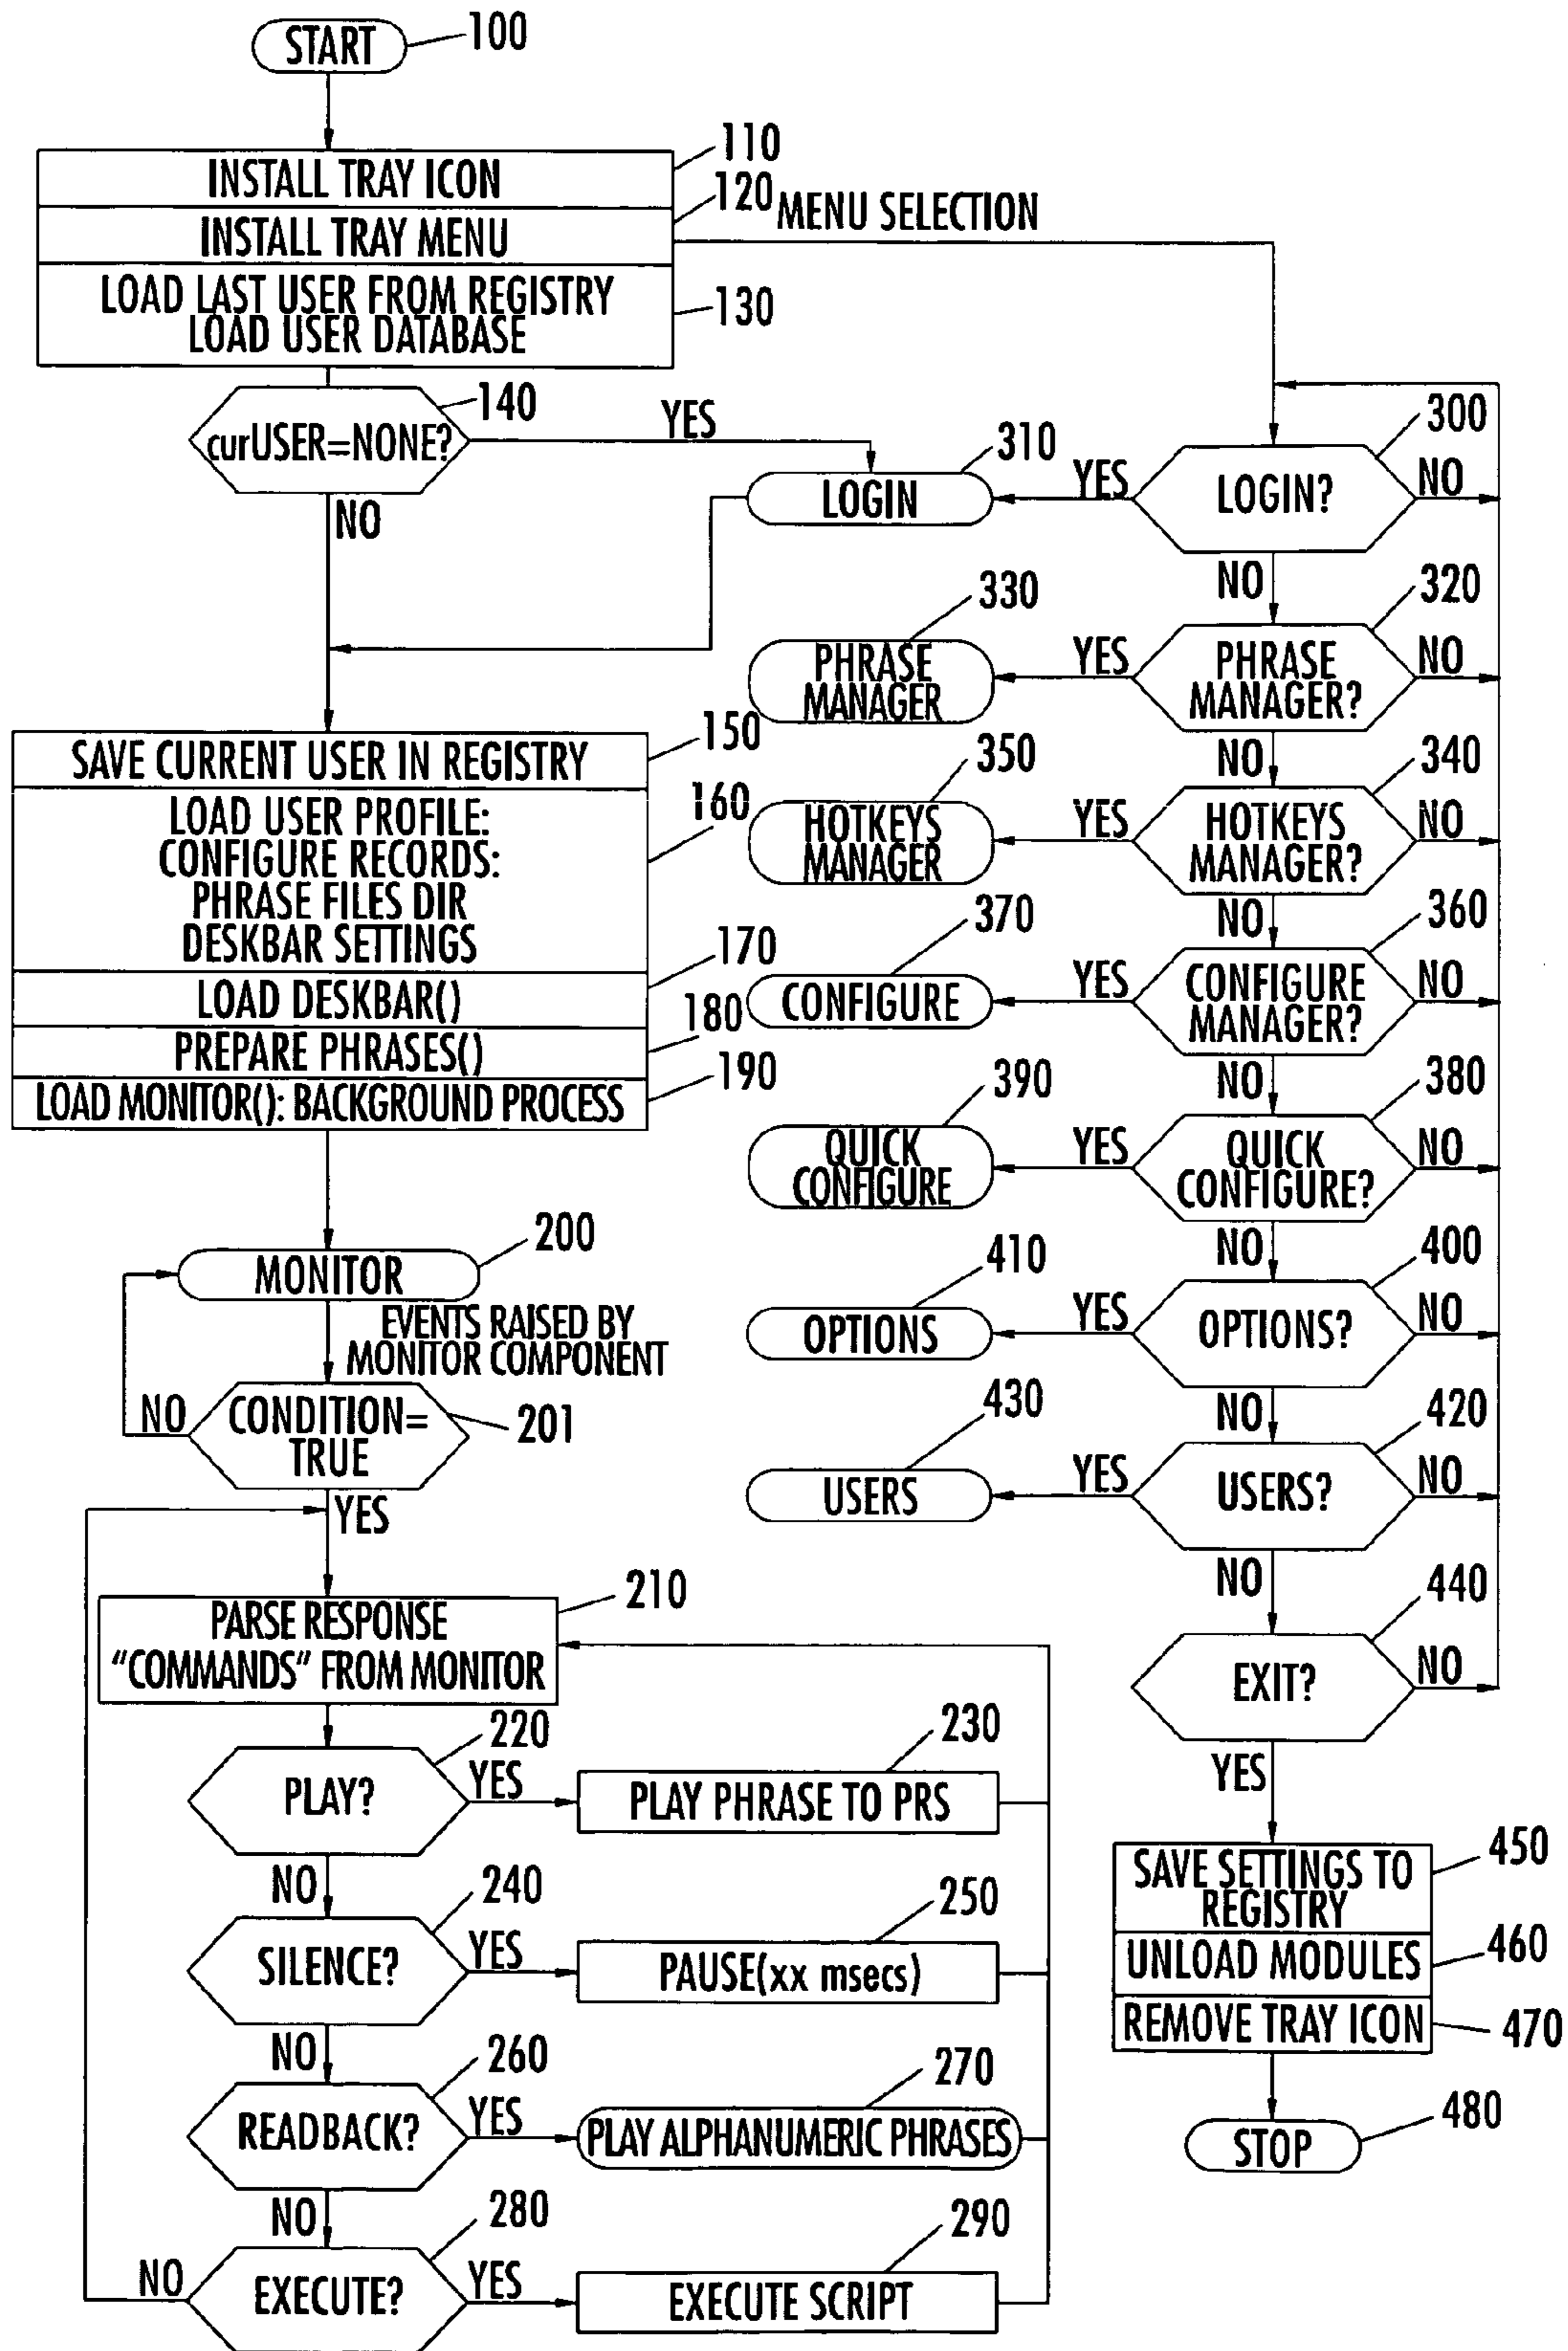 START
100
110
INSTALL TRAY ICON
120
MENU SELECTION
INSTALL TRAY MENU
LOAD LAST USER FROM REGISTRY
LOAD USER DATABASE
130
curUSER=NONE?
140
YES
NO
LOGIN
310
YES
LOGIN?
300
NO
NO
PHRASE
MANAGER
330
YES
PHRASE
MANAGER?
320
NO
NO
SAVE CURRENT USER IN REGISTRY
150
LOAD USER PROFILE:
CONFIGURE RECORDS:
PHRASE FILES DIR
DESKBAR SETTINGS
160
LOAD DESKBAR()
170
PREPARE PHRASES()
180
LOAD MONITOR(): BACKGROUND PROCESS
190
HOTKEYS
MANAGER
350
YES
HOTKEYS
MANAGER?
340
NO
NO
CONFIGURE
370
YES
CONFIGURE
MANAGER?
360
NO
NO
QUICK
CONFIGURE
390
YES
QUICK
CONFIGURE?
380
NO
NO
MONITOR
200
EVENTS RAISED BY
MONITOR COMPONENT
OPTIONS
410
YES
OPTIONS?
400
NO
NO
CONDITION=
TRUE
201
NO
YES
USERS
430
YES
USERS?
420
NO
NO
PARSE RESPONSE
"COMMANDS" FROM MONITOR
210
EXIT?
440
NO
YES
PLAY?
220
YES
PLAY PHRASE TO PRS
230
NO
SILENCE?
240
YES
PAUSE(xx msecs)
250
NO
READBACK?
260
YES
PLAY ALPHANUMERIC PHRASES
270
NO
EXECUTE?
280
NO
YES
EXECUTE SCRIPT
290
SAVE SETTINGS TO
REGISTRY
450
UNLOAD MODULES
460
REMOVE TRAY ICON
470
STOP
480